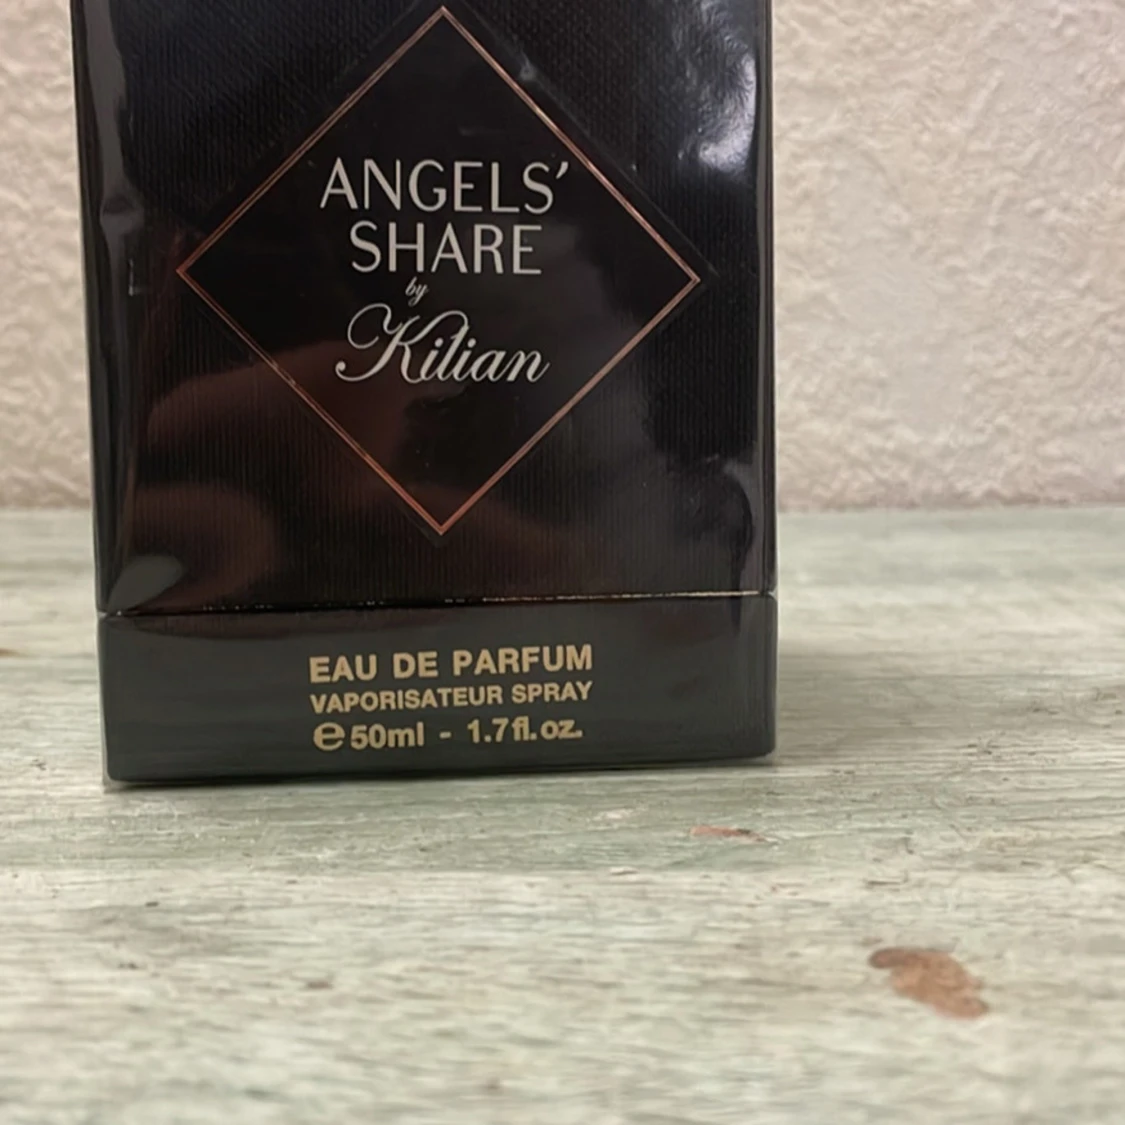 ANGELS’
SHARE
by
Kilian
EAU DE PARFUM
VAPORISATEUR SPRAY
℮50ml - 1.7fl.oz.